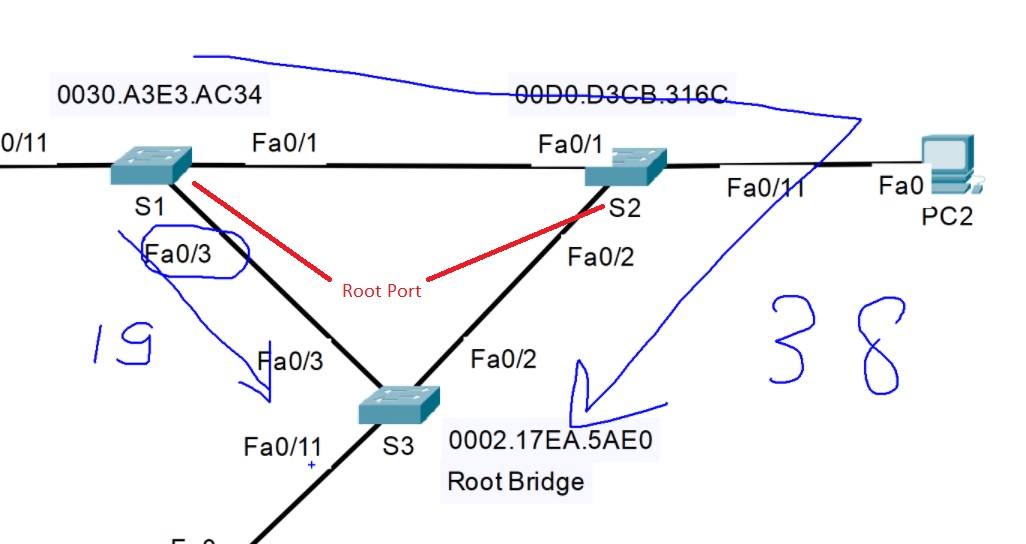 0030.A3E3.AC34
00D0.D3CB.316C
0/11
Fa0/1
Fa0/1
S1
S2
Fa0/11
Fa0
PC2
Fa0/3
Fa0/2
Root Port
19
38
Fa0/3
Fa0/2
Fa0/11
S3
0002.17EA.5AE0
Root Bridge